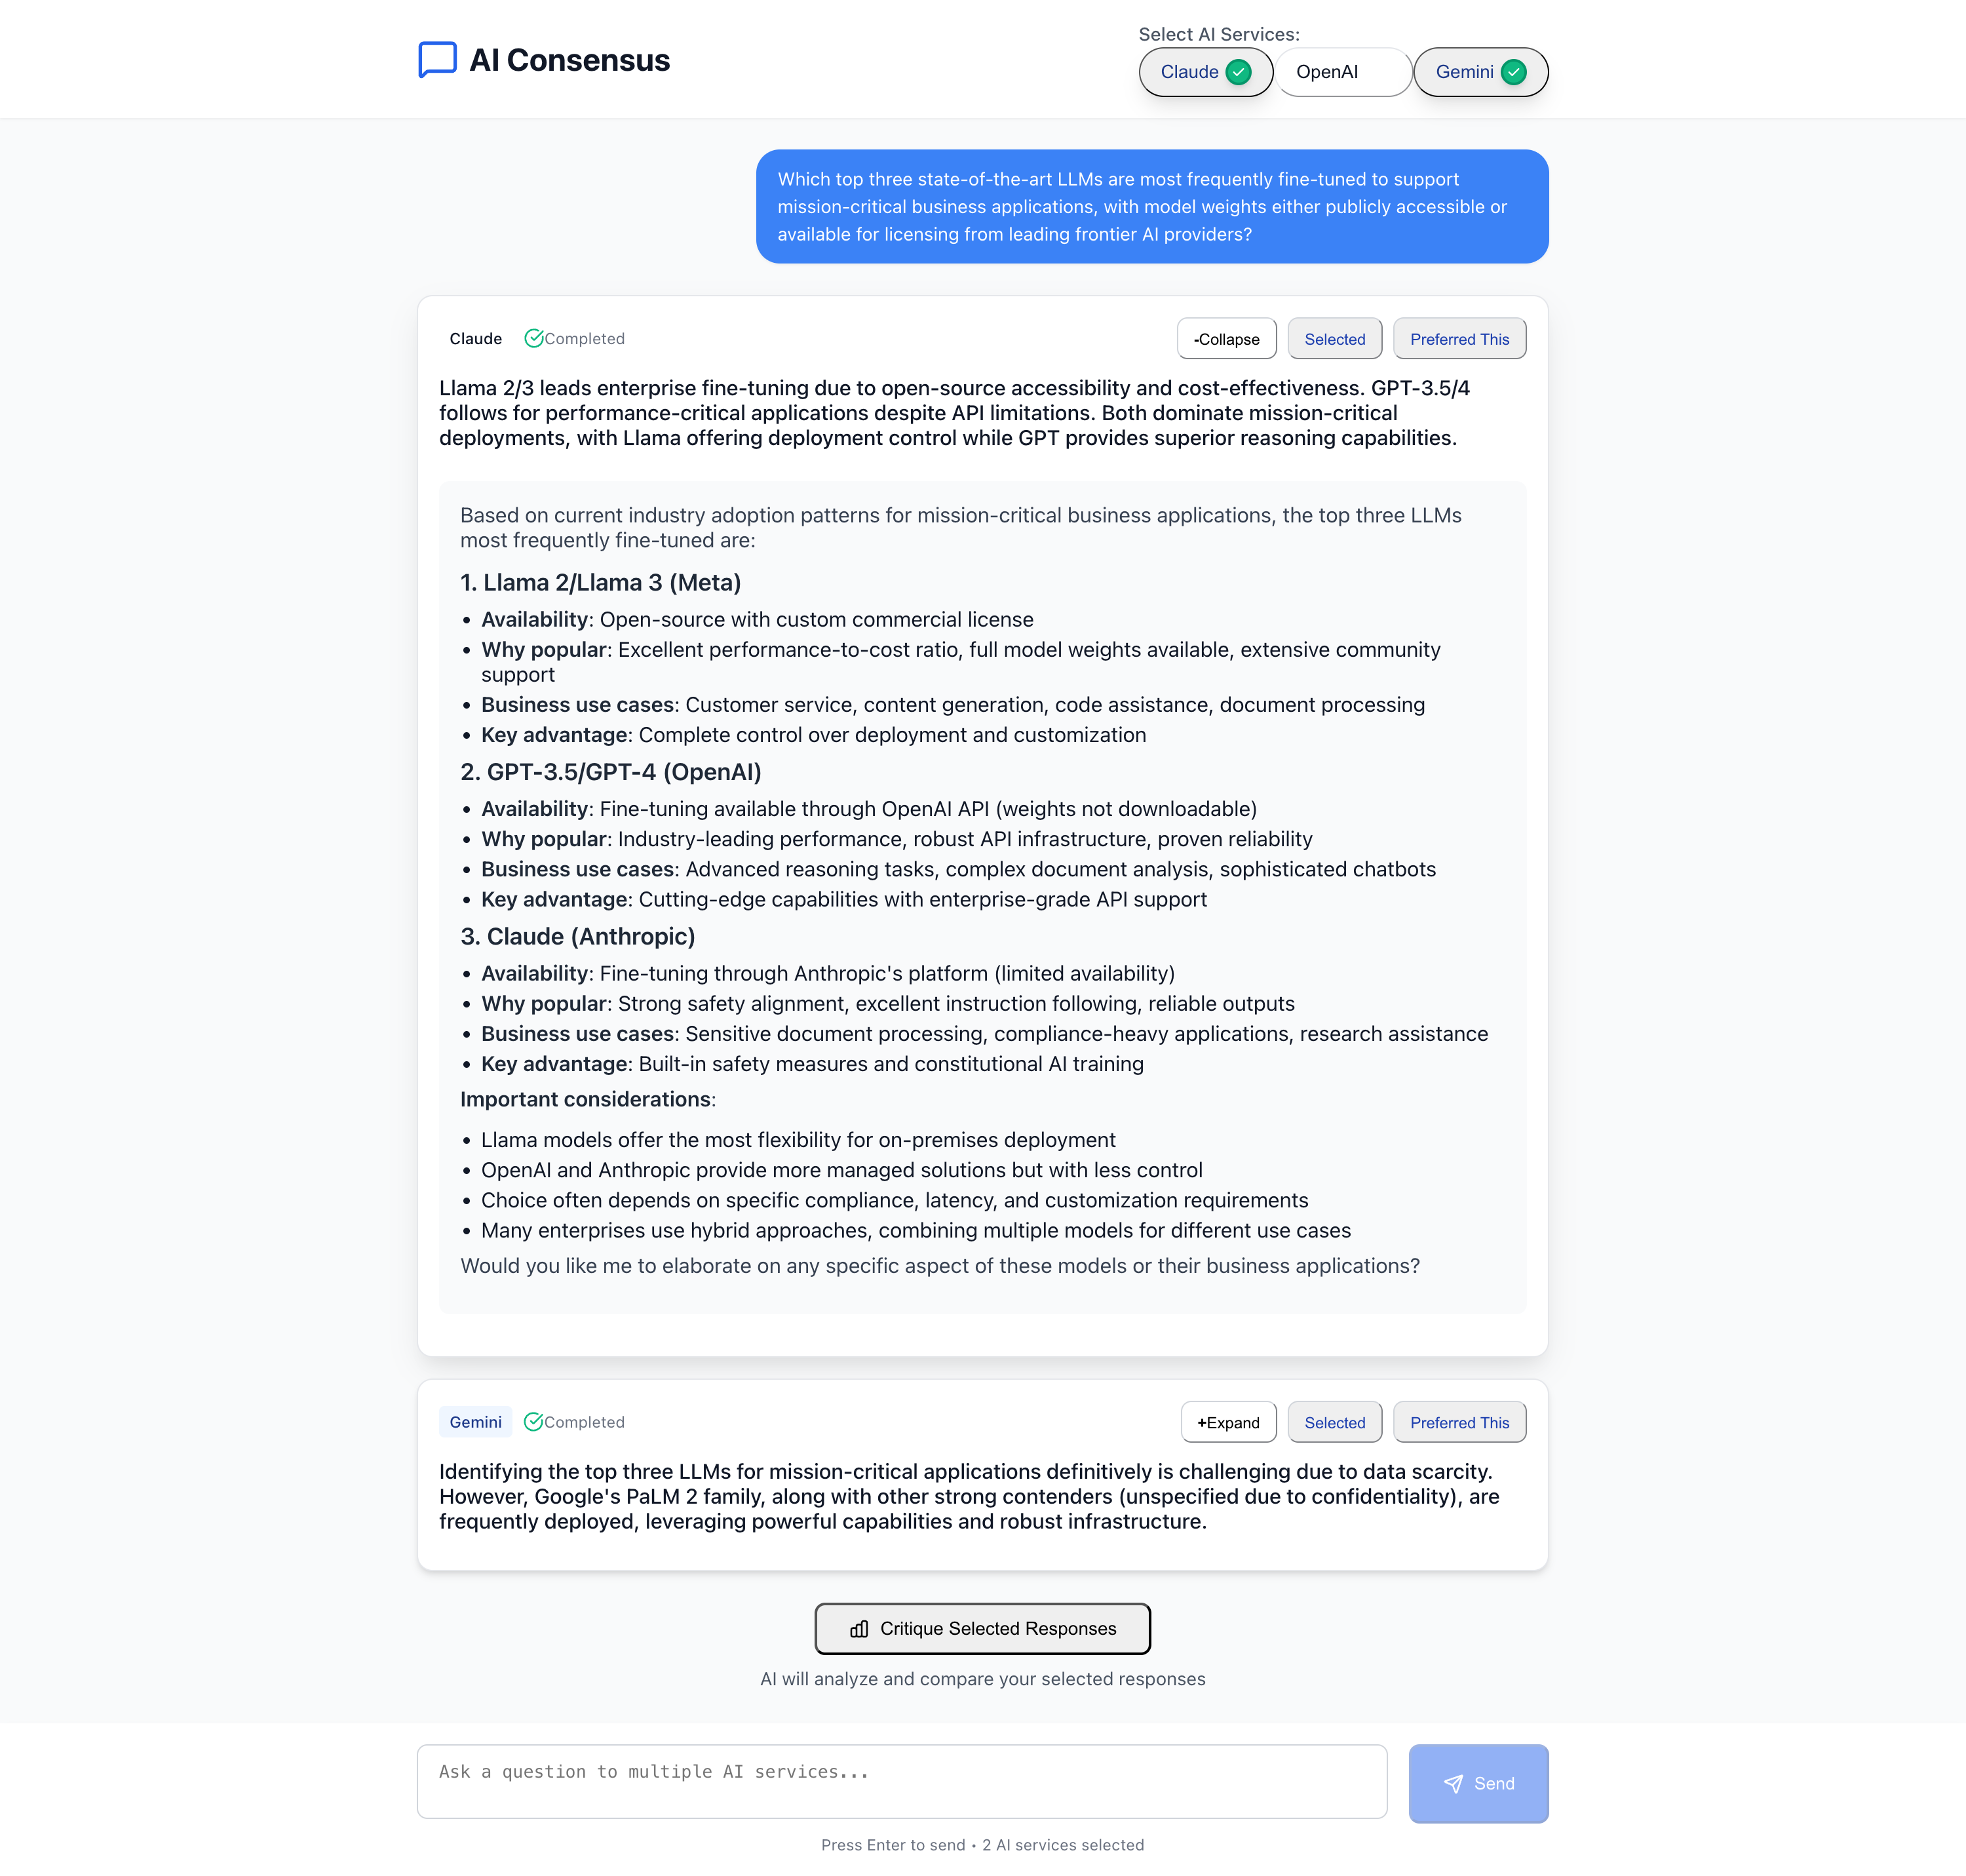 AI Consensus
Select AI Services:
Claude
OpenAI
Gemini
Which top three state-of-the-art LLMs are most frequently fine-tuned to support
mission-critical business applications, with model weights either publicly accessible or
available for licensing from leading frontier AI providers?
Claude
Completed
-Collapse
Selected
Preferred This
Llama 2/3 leads enterprise fine-tuning due to open-source accessibility and cost-effectiveness. GPT-3.5/4
follows for performance-critical applications despite API limitations. Both dominate mission-critical
deployments, with Llama offering deployment control while GPT provides superior reasoning capabilities.
Based on current industry adoption patterns for mission-critical business applications, the top three LLMs
most frequently fine-tuned are:
1. Llama 2/Llama 3 (Meta)
• Availability: Open-source with custom commercial license
• Why popular: Excellent performance-to-cost ratio, full model weights available, extensive community
support
• Business use cases: Customer service, content generation, code assistance, document processing
• Key advantage: Complete control over deployment and customization
2. GPT-3.5/GPT-4 (OpenAI)
• Availability: Fine-tuning available through OpenAI API (weights not downloadable)
• Why popular: Industry-leading performance, robust API infrastructure, proven reliability
• Business use cases: Advanced reasoning tasks, complex document analysis, sophisticated chatbots
• Key advantage: Cutting-edge capabilities with enterprise-grade API support
3. Claude (Anthropic)
• Availability: Fine-tuning through Anthropic's platform (limited availability)
• Why popular: Strong safety alignment, excellent instruction following, reliable outputs
• Business use cases: Sensitive document processing, compliance-heavy applications, research assistance
• Key advantage: Built-in safety measures and constitutional AI training
Important considerations:
• Llama models offer the most flexibility for on-premises deployment
• OpenAI and Anthropic provide more managed solutions but with less control
• Choice often depends on specific compliance, latency, and customization requirements
• Many enterprises use hybrid approaches, combining multiple models for different use cases
Would you like me to elaborate on any specific aspect of these models or their business applications?
Gemini
Completed
+Expand
Selected
Preferred This
Identifying the top three LLMs for mission-critical applications definitively is challenging due to data scarcity.
However, Google's PaLM 2 family, along with other strong contenders (unspecified due to confidentiality), are
frequently deployed, leveraging powerful capabilities and robust infrastructure.
Critique Selected Responses
AI will analyze and compare your selected responses
Ask a question to multiple AI services...
Send
Press Enter to send • 2 AI services selected